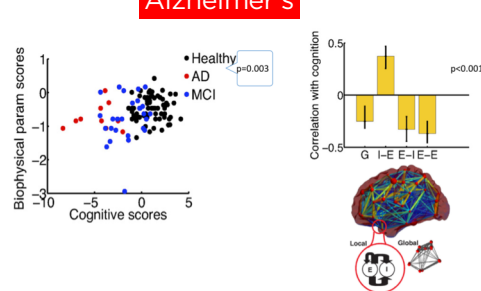 Alzheimer's
Biophysical param scores
1
0
−1
−2
−3
−10
−5
0
5
Cognitive scores
Healthy
AD
MCI
p=0.003
Correlation with cognition
0.5
0
−0.5
G I−E E−I E−E
p<0.001
Local Global
E I